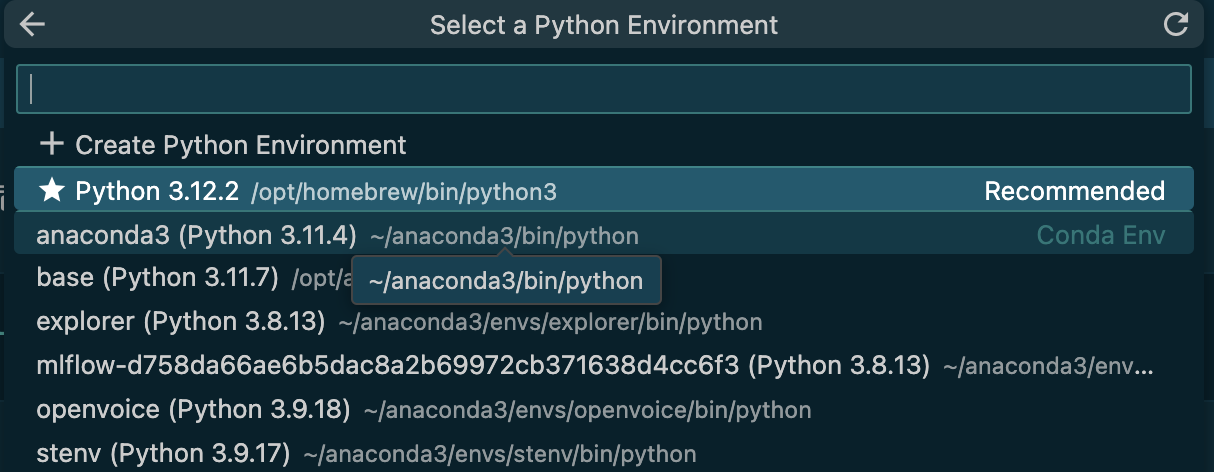 Select a Python Environment
Create Python Environment
Python 3.12.2 /opt/homebrew/bin/python3 Recommended
anaconda3 (Python 3.11.4) ~/anaconda3/bin/python Conda Env
base (Python 3.11.7) /opt/a
~/anaconda3/bin/python
explorer (Python 3.8.13) ~/anaconda3/envs/explorer/bin/python
mlflow-d758da66ae6b5dac8a2b69972cb371638d4cc6f3 (Python 3.8.13) ~/anaconda3/env...
openvoice (Python 3.9.18) ~/anaconda3/envs/openvoice/bin/python
stenv (Python 3.9.17) ~/anaconda3/envs/stenv/bin/python